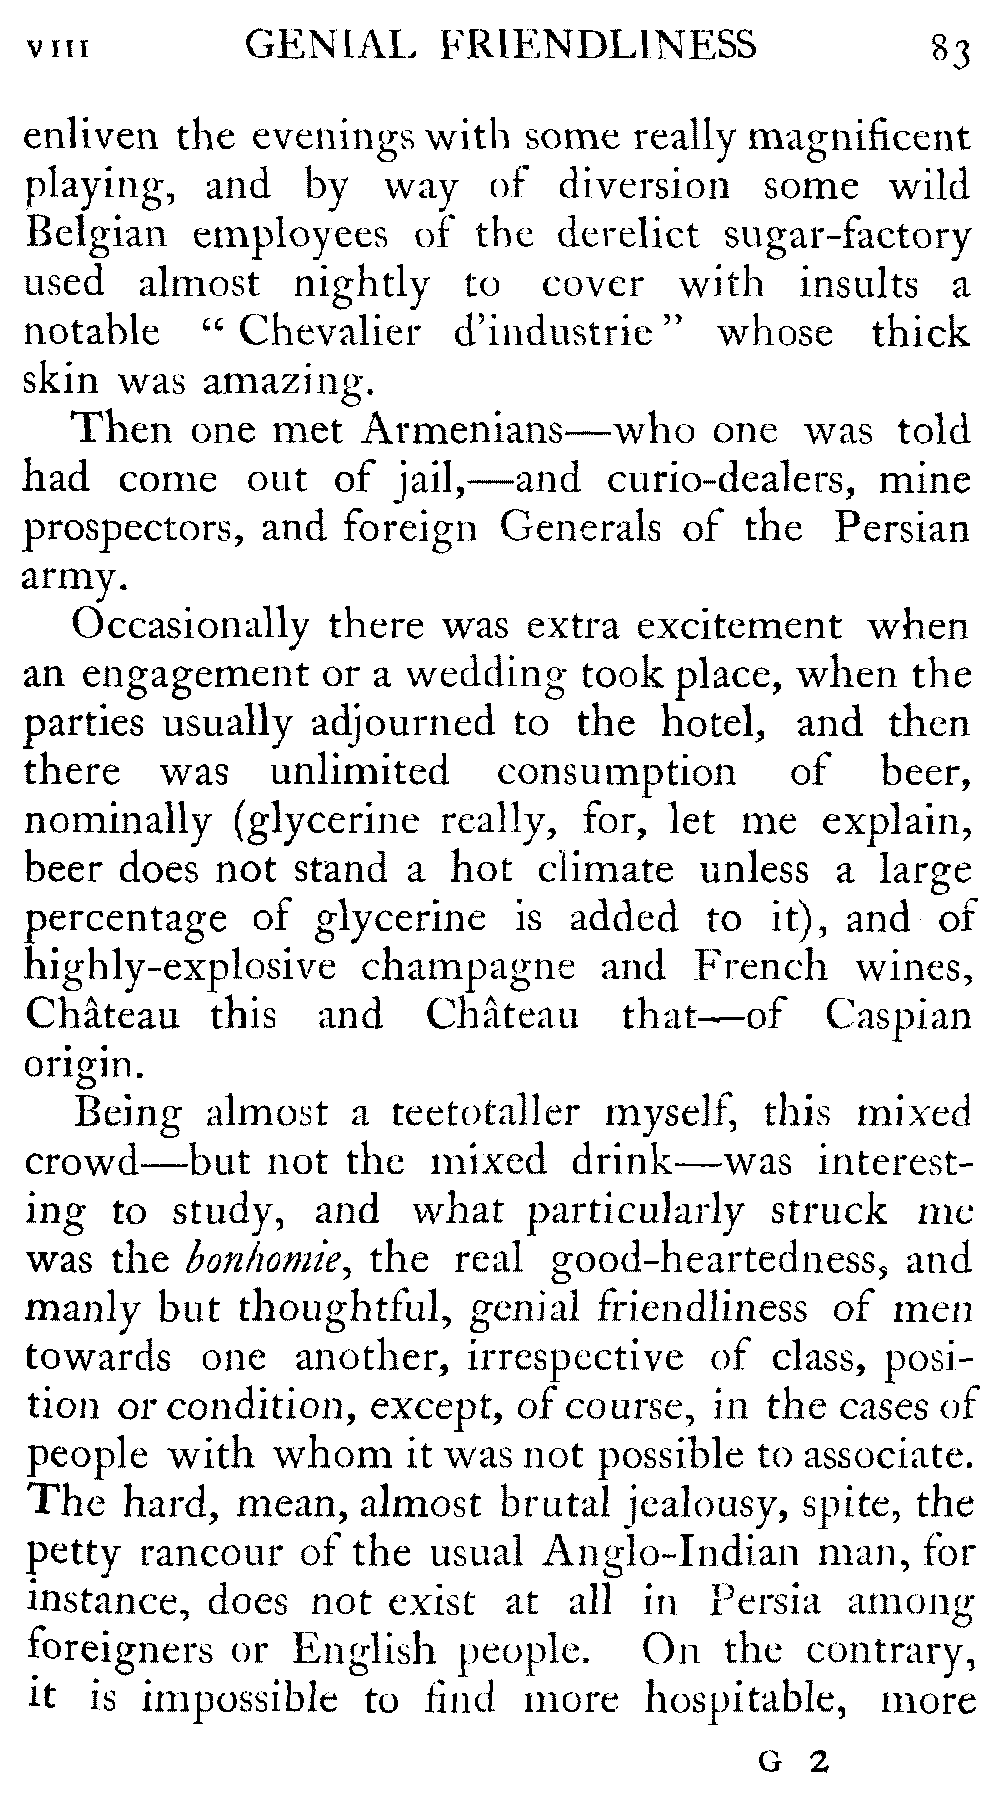 VIII GENIAL FRIENDLINESS 83
enliven the evenings with some really magnificent
playing, and by way of diversion some wild
Belgian employees of the derelict sugar-factory
used almost nightly to cover with insults a
notable “Chevalier d’industrie” whose thick
skin was amazing.
Then one met Armenians—who one was told
had come out of jail,—and curio-dealers, mine
prospectors, and foreign Generals of the Persian
army.
Occasionally there was extra excitement when
an engagement or a wedding took place, when the
parties usually adjourned to the hotel, and then
there was unlimited consumption of beer,
nominally (glycerine really, for, let me explain,
beer does not stand a hot climate unless a large
percentage of glycerine is added to it), and of
highly-explosive champagne and French wines,
Château this and Château that—of Caspian
origin.
Being almost a teetotaller myself, this mixed
crowd—but not the mixed drink—was interest-
ing to study, and what particularly struck me
was the bonhomie, the real good-heartedness, and
manly but thoughtful, genial friendliness of men
towards one another, irrespective of class, posi-
tion or condition, except, of course, in the cases of
people with whom it was not possible to associate.
The hard, mean, almost brutal jealousy, spite, the
petty rancour of the usual Anglo-Indian man, for
instance, does not exist at all in Persia among
foreigners or English people. On the contrary,
it is impossible to find more hospitable, more
G 2